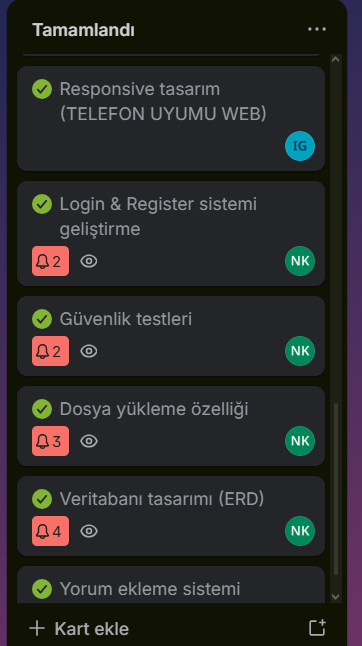 Tamamlandı
Responsive tasarım
(TELEFON UYUMU WEB)
IG
Login & Register sistemi
geliştirme
2
NK
Güvenlik testleri
2
NK
Dosya yükleme özelliği
3
NK
Veritabanı tasarımı (ERD)
4
NK
Yorum ekleme sistemi
Kart ekle